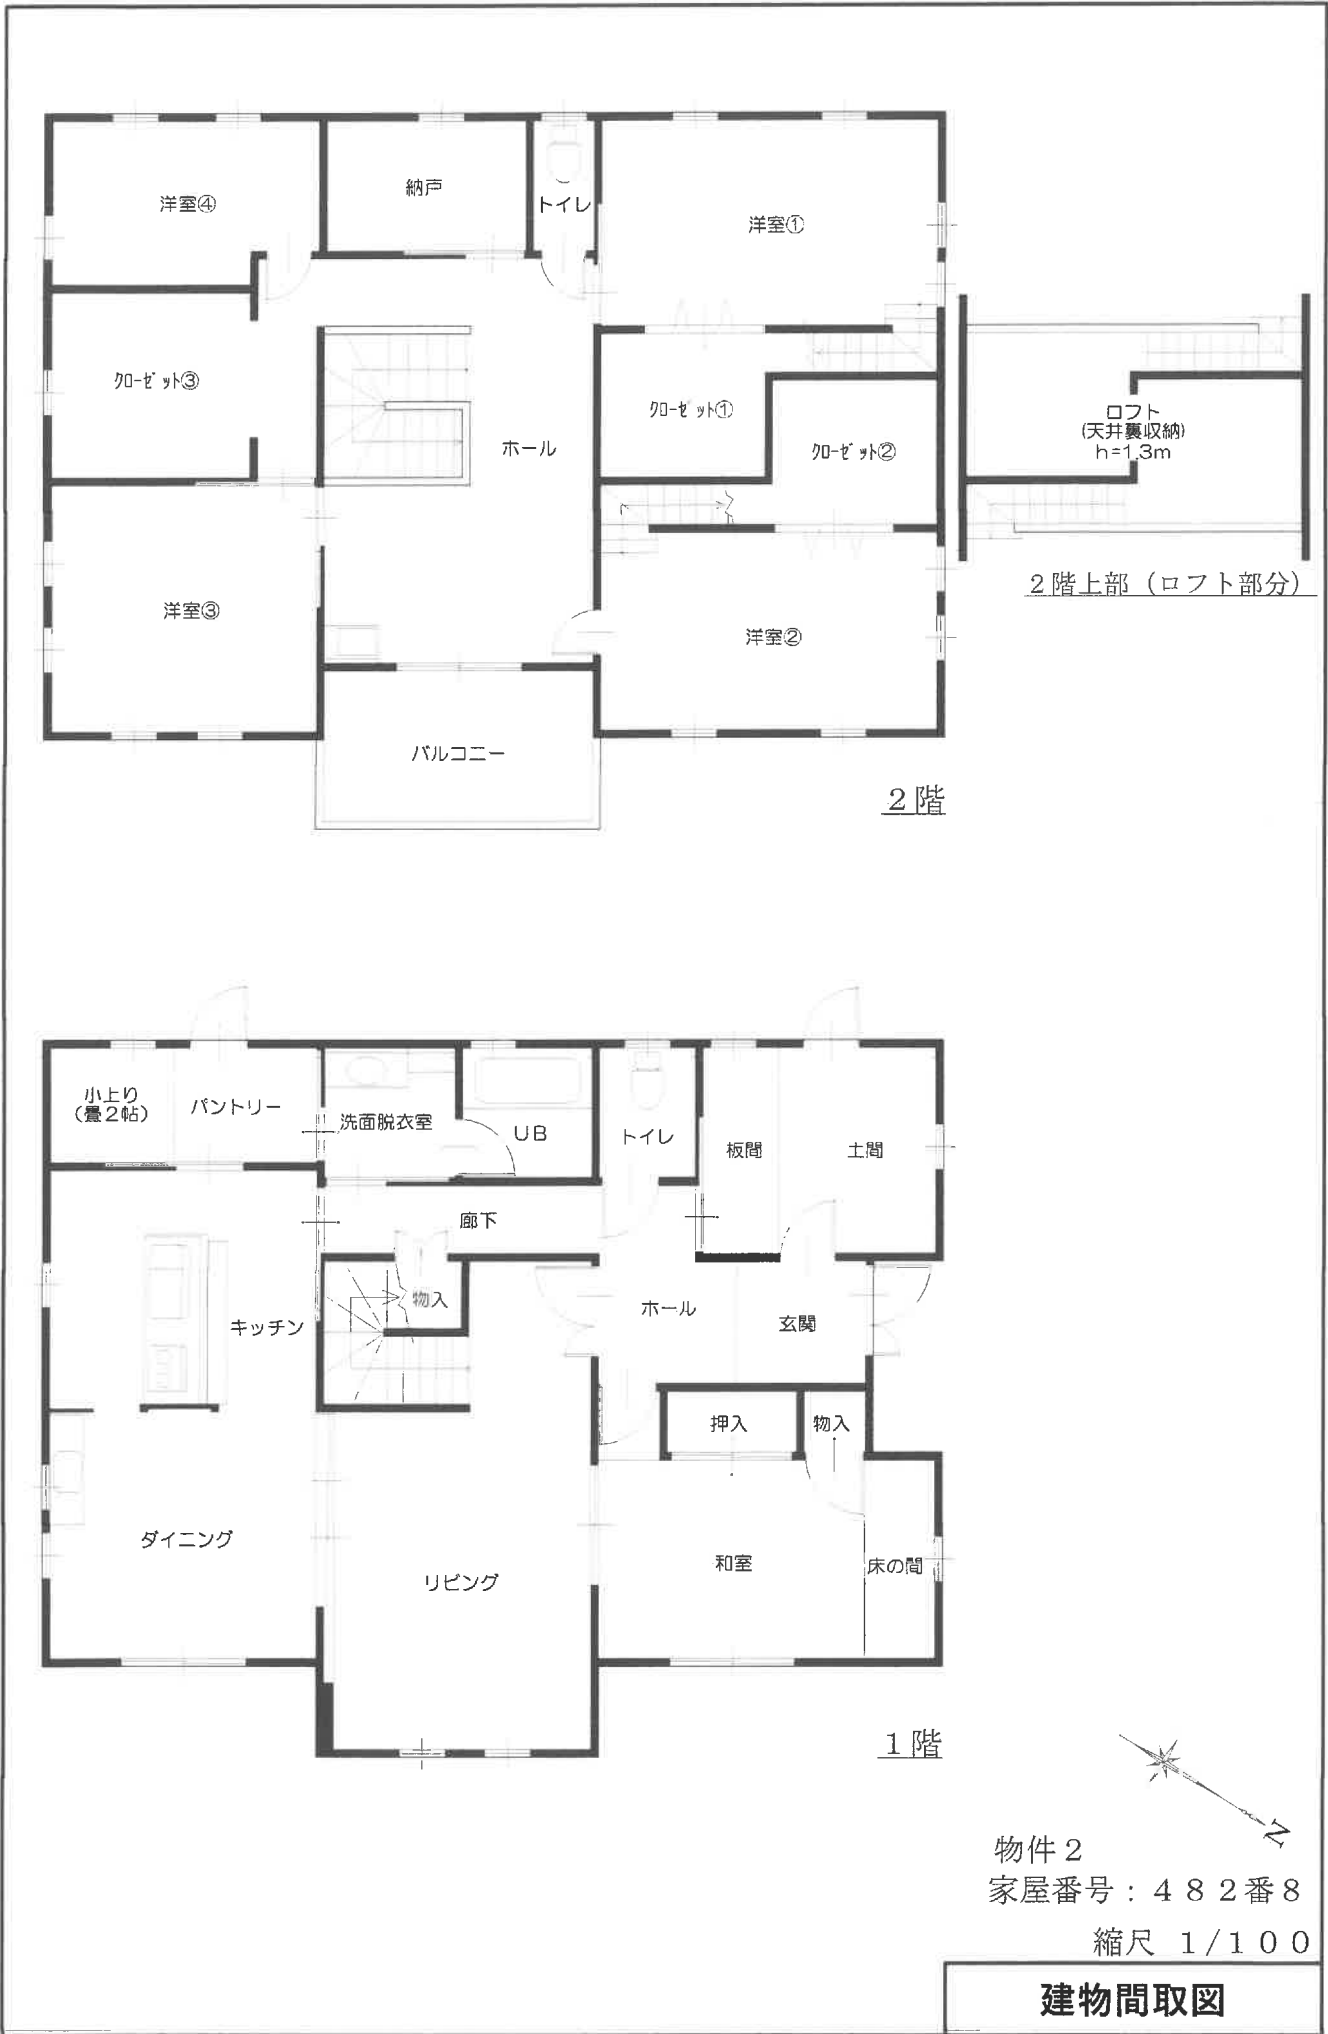 洋室④
納戸
トイレ
洋室①
クローゼット③
クローゼット①
クローゼット②
ホール
ロフト
(天井裏収納)
h=1.3m
2階上部（ロフト部分）
洋室③
洋室②
バルコニー
2階
小上り
(畳2帖)
パントリー
洗面脱衣室
UB
トイレ
板間
土間
廊下
物入
キッチン
ホール
玄関
押入
物入
ダイニング
リビング
和室
床の間
1階
N
物件2
家屋番号：482番8
縮尺 1/100
建物間取図